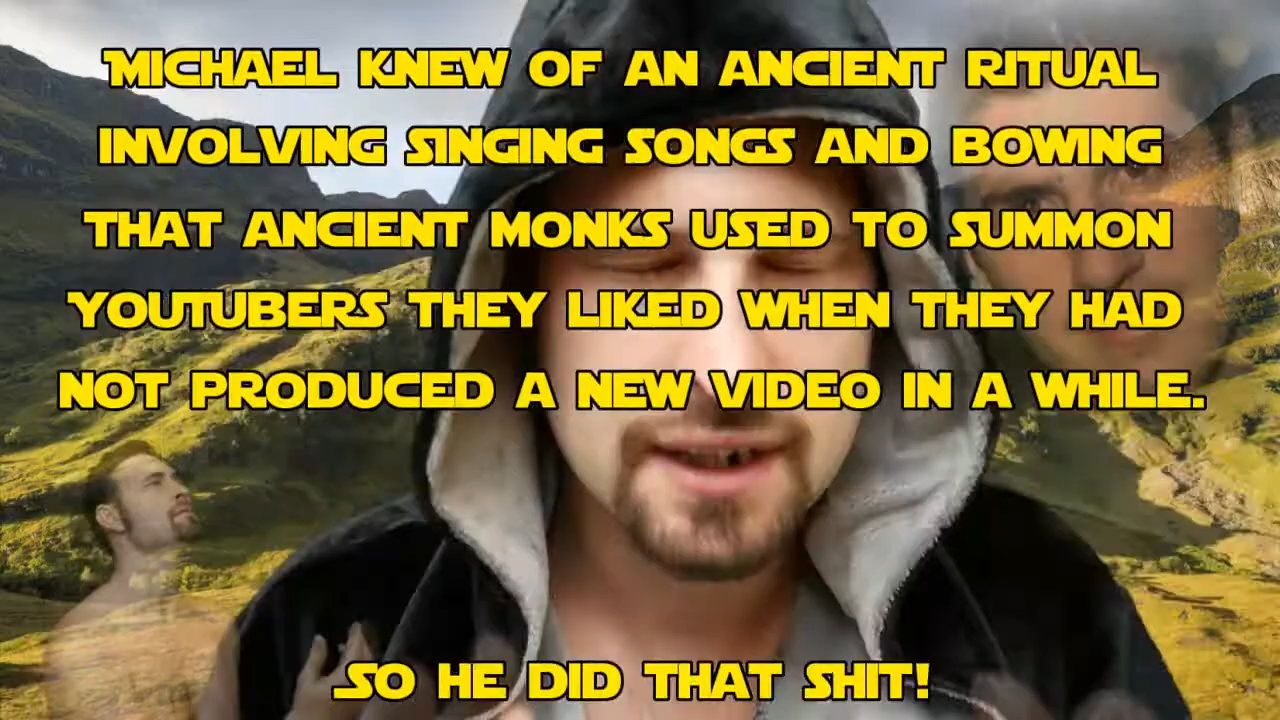 MICHAEL KNEW OF AN ANCIENT RITUAL
INVOLVING SINGING SONGS AND BOWING
THAT ANCIENT MONKS USED TO SUMMON
YOUTUBERS THEY LIKED WHEN THEY HAD
NOT PRODUCED A NEW VIDEO IN A WHILE.
SO HE DID THAT SHIT!